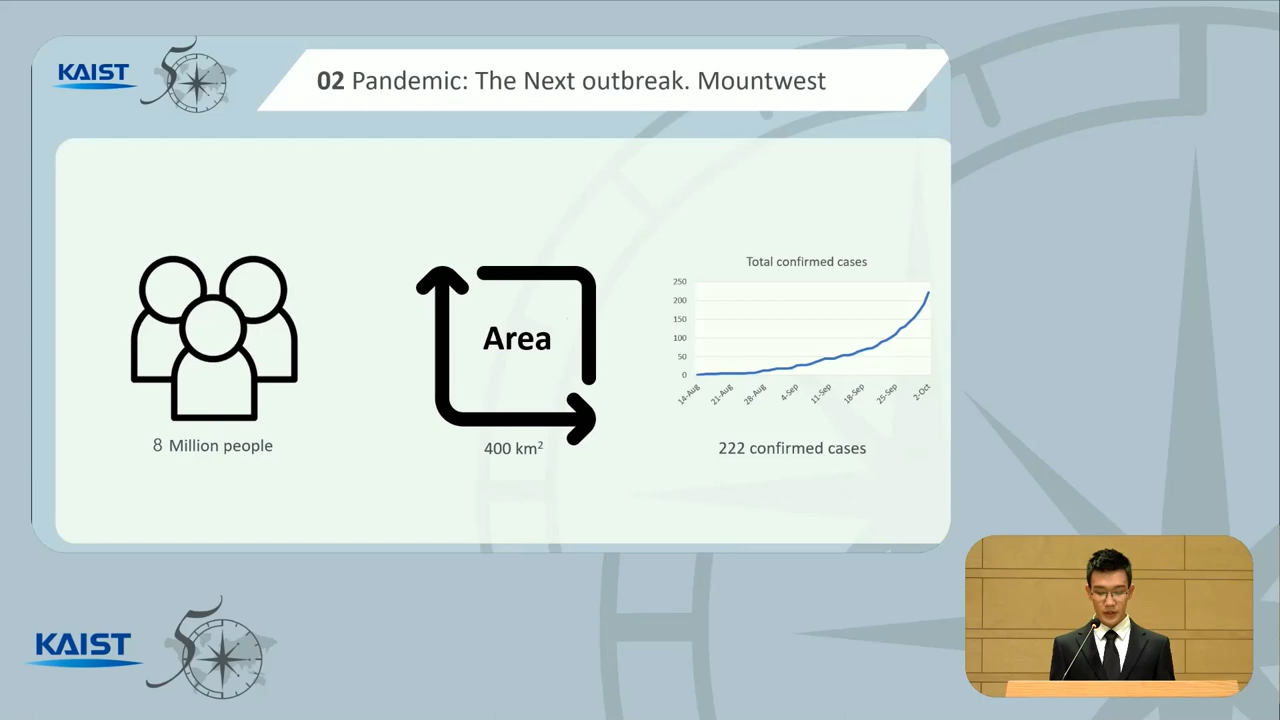 KAIST 50
02 Pandemic: The Next outbreak. Mountwest
Area
8 Million people
400 km²
Total confirmed cases
250
200
150
100
50
0
14-Aug
21-Aug
28-Aug
4-Sep
11-Sep
18-Sep
25-Sep
2-Oct
222 confirmed cases
KAIST 50